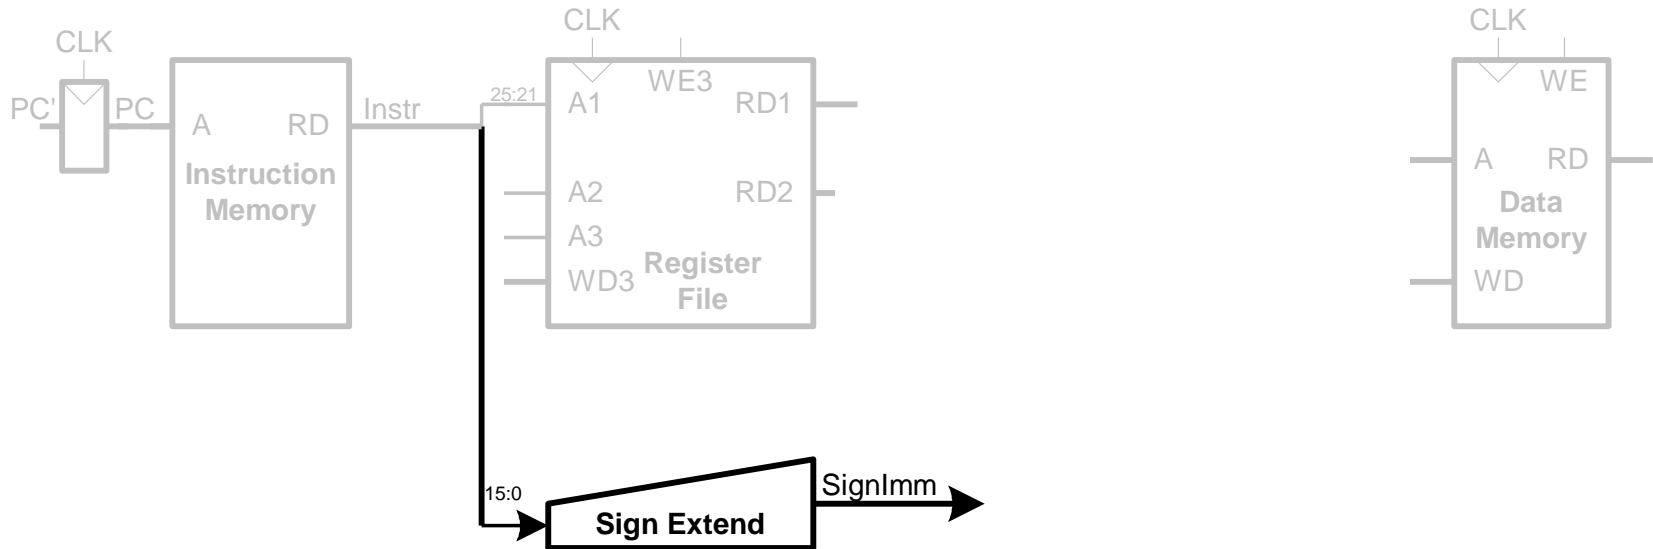 CLK
CLK
CLK
PC'
PC
A
RD
Instruction
Memory
Instr
25:21
A1
WE3
RD1
A2
RD2
A3
WD3
Register
File
WE
A
RD
Data
Memory
WD
15:0
Sign Extend
SignImm